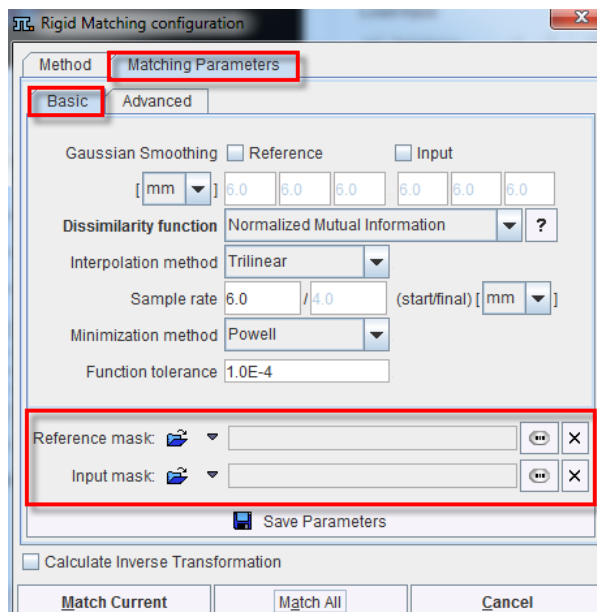 Rigid Matching configuration
Method Matching Parameters
Basic Advanced
Gaussian Smoothing Reference Input
[ mm ] 6.0 6.0 6.0 6.0 6.0 6.0
Dissimilarity function Normalized Mutual Information ?
Interpolation method Trilinear
Sample rate 6.0 / 4.0 (start/final) [ mm ]
Minimization method Powell
Function tolerance 1.0E-4
Reference mask:
Input mask:
Save Parameters
Calculate Inverse Transformation
Match Current Match All Cancel